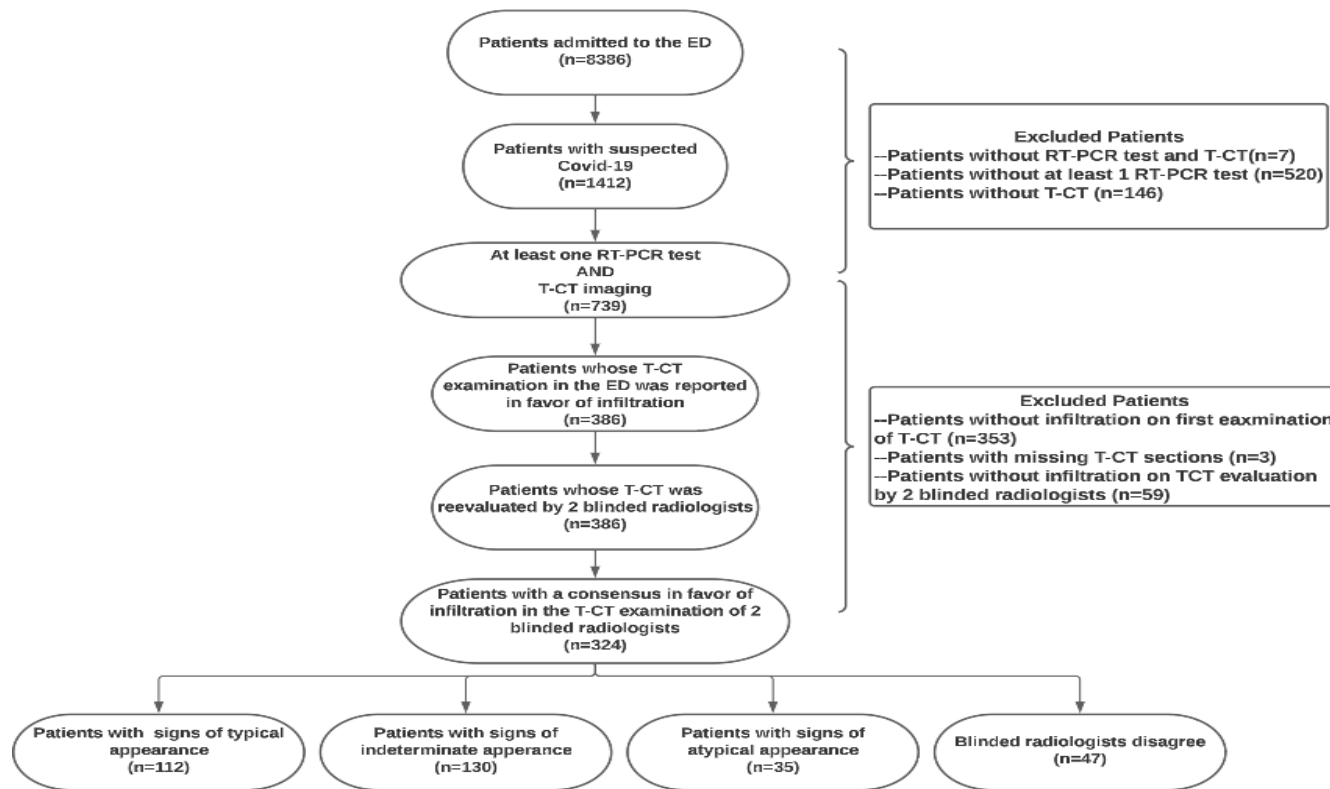 Patients admitted to the ED
(n=8386)
Patients with suspected
Covid-19
(n=1412)
At least one RT-PCR test
AND
T-CT imaging
(n=739)
Excluded Patients
--Patients without RT-PCR test and T-CT(n=7)
--Patients without at least 1 RT-PCR test (n=520)
--Patients without T-CT (n=146)
Patients whose T-CT
examination in the ED was reported
in favor of infiltration
(n=386)
Patients whose T-CT was
reevaluated by 2 blinded radiologists
(n=386)
Patients with a consensus in favor of
infiltration in the T-CT examination of 2
blinded radiologists
(n=324)
Excluded Patients
--Patients without infiltration on first eaxmination
of T-CT (n=353)
--Patients with missing T-CT sections (n=3)
--Patients without infiltration on TCT evaluation
by 2 blinded radiologists (n=59)
Patients with signs of typical
appearance
(n=112)
Patients with signs of
indeterminate apperance
(n=130)
Patients with signs of
atypical appearance
(n=35)
Blinded radiologists disagree
(n=47)